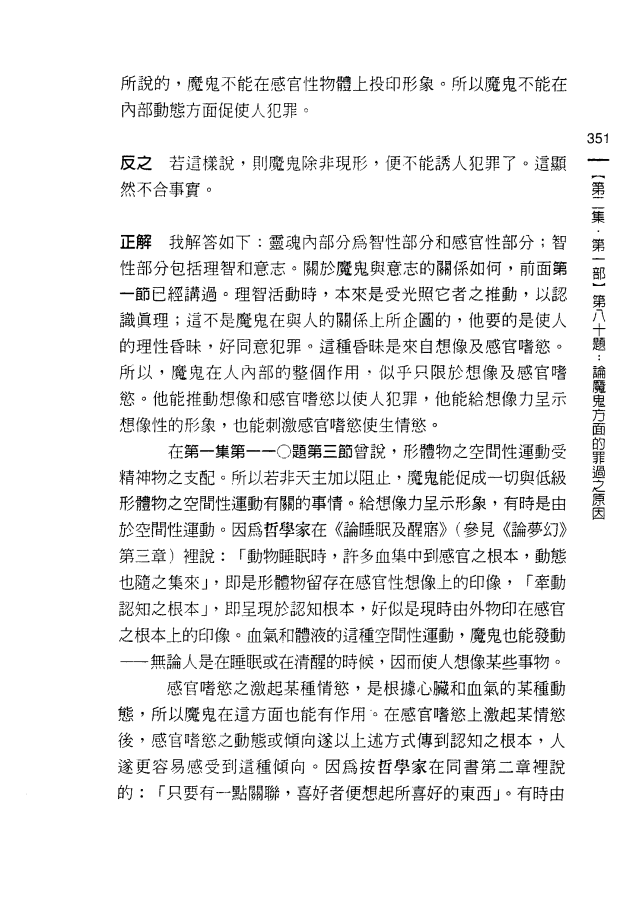 所說的，魔鬼不能在感官性物體上投印形象。所以魔鬼不能在
內部動態方面促使人犯罪。
反之　若這樣說，則魔鬼除非現形，便不能誘人犯罪了。這顯
然不合事實。
正解　我解答如下：靈魂內部分爲智性部分和感官性部分；智
性部分包括理智和意志。關於魔鬼與意志的關係如何，前面第
一節已經講過。理智活動時，本來是受光照它者之推動，以認
識眞理；這不是魔鬼在與人的關係上所企圖的，他要的是使人
的理性昏昧，好同意犯罪。這種昏昧是來自想像及感官嗜慾。
所以，魔鬼在人內部的整個作用，似乎只限於想像及感官嗜
慾。他能推動想像和感官嗜慾以使人犯罪，他能給想像力呈示
想像性的形象，也能刺激感官嗜慾使生情慾。
在第一集第一一○題第三節曾說，形體物之空間性運動受
精神物之支配。所以若非天主加以阻止，魔鬼能促成一切與低級
形體物之空間性運動有關的事情。給想像力呈示形象，有時是由
於空間性運動。因爲哲學家在《論睡眠及醒寤》（參見《論夢幻》
第三章）裡說：「動物睡眠時，許多血集中到感官之根本，動態
也隨之集來」，即是形體物留存在感官性想像上的印像，「牽動
認知之根本」，即呈現於認知根本，好似是現時由外物印在感官
之根本上的印像。血氣和體液的這種空間性運動，魔鬼也能發動
——無論人是在睡眠或在清醒的時候，因而使人想像某些事物。
感官嗜慾之激起某種情慾，是根據心臟和血氣的某種動
態，所以魔鬼在這方面也能有作用。在感官嗜慾上激起某情慾
後，感官嗜慾之動態或傾向遂以上述方式傳到認知之根本，人
遂更容易感受到這種傾向。因爲按哲學家在同書第二章裡說
的：「只要有一點關聯，喜好者便想起所喜好的東西」。有時由
351
【第二集．第一部】第八十題：論魔鬼方面的罪過之原因